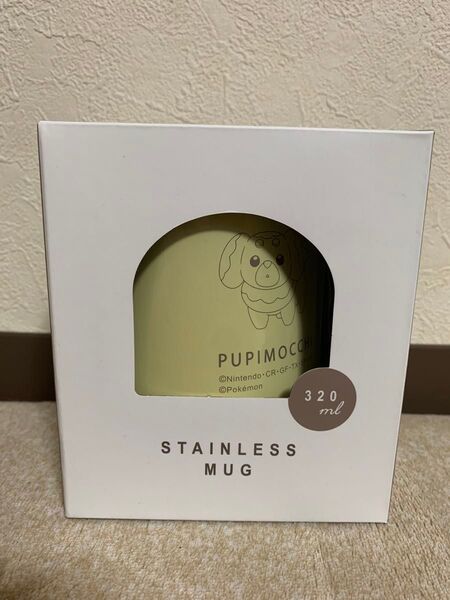 PUPIMOCCH
©Nintendo・CR・GF・TX
©Pokémon
320
ml
STAINLESS
MUG